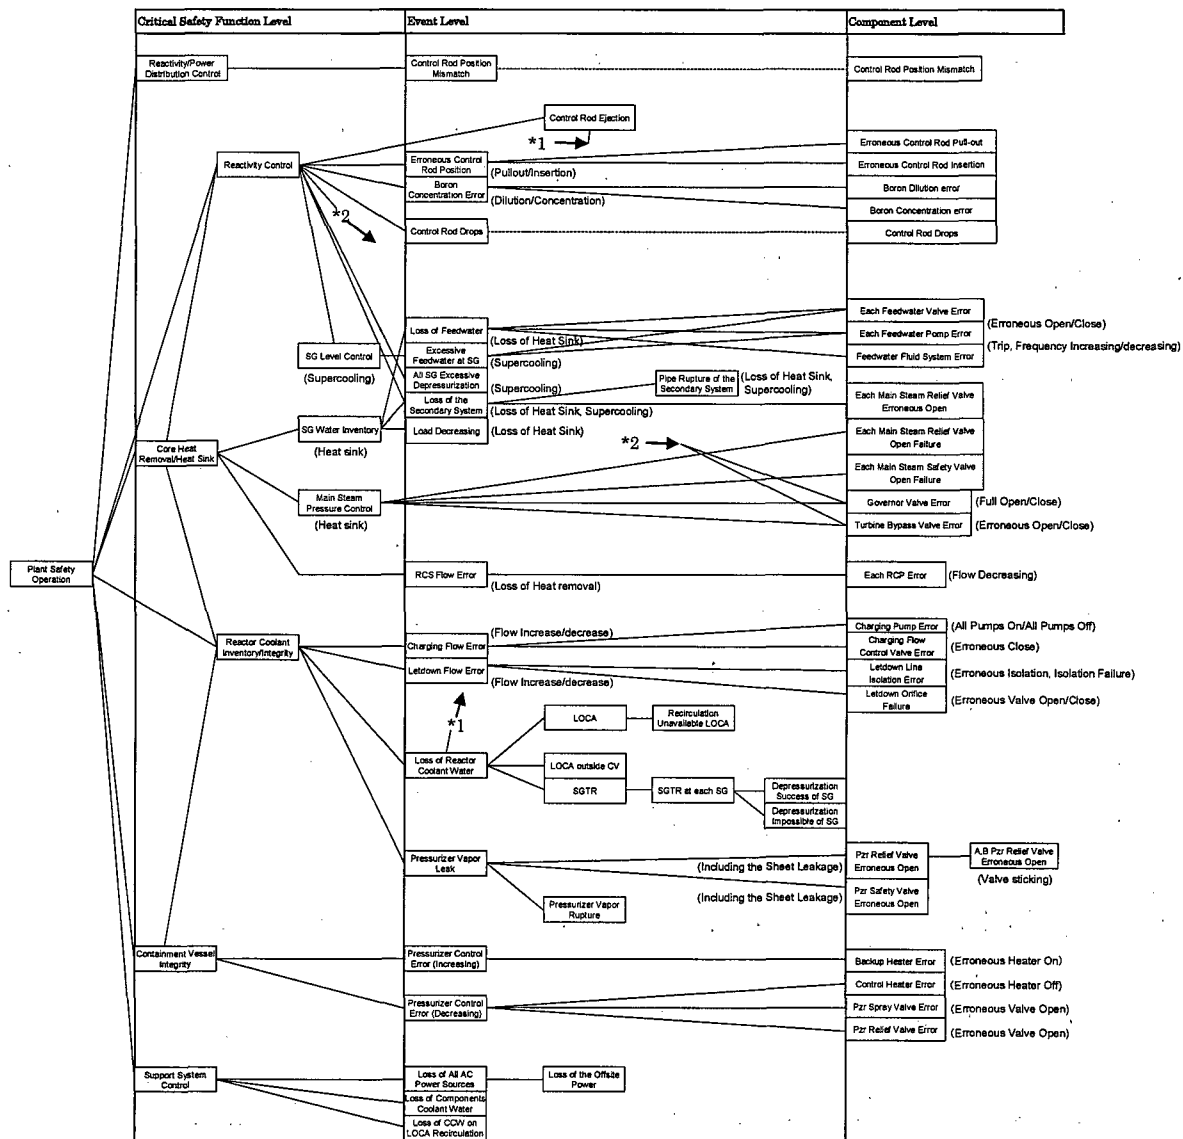 Critical Safety Function Level
Event Level
Component Level
Reactivity/Power
Distribution Control
Control Rod Position
Mismatch
Control Rod Position Mismatch
Control Rod Ejection
*1
Reactivity Control
Erroneous Control
Rod Position
(Pullout/Insertion)
Boron
Concentration Error
(Dilution/Concentration)
*2
Control Rod Drops
Erroneous Control Rod Pull-out
Erroneous Control Rod Insertion
Boron Dilution error
Boron Concentration error
Control Rod Drops
Loss of Feedwater
(Loss of Heat Sink)
SG Level Control
(Supercooling)
Excessive
Feedwater at SG
(Supercooling)
All SG Excessive
Depressurization
(Supercooling)
Loss of the
Secondary System
(Loss of Heat Sink, Supercooling)
Pipe Rupture of the
Secondary System
(Loss of Heat Sink,
Supercooling)
Each Feedwater Valve Error
(Erroneous Open/Close)
Each Feedwater Pump Error
(Trip, Frequency Increasing/decreasing)
Feedwater Fluid System Error
Each Main Steam Relief Valve
Erroneous Open
SG Water Inventory
(Heat sink)
Load Decreasing
(Loss of Heat Sink)
*2
Each Main Steam Relief Valve
Open Failure
Core Heat
Removal/Heat Sink
Each Main Steam Safety Valve
Open Failure
Main Steam
Pressure Control
(Heat sink)
Governor Valve Error
(Full Open/Close)
Turbine Bypass Valve Error
(Erroneous Open/Close)
Plant Safety
Operation
RCS Flow Error
(Loss of Heat removal)
Each RCP Error
(Flow Decreasing)
Reactor Coolant
Inventory/Integrity
(Flow Increase/decrease)
Charging Flow Error
Letdown Flow Error
(Flow Increase/decrease)
Charging Pump Error
(All Pumps On/All Pumps Off)
Charging Flow
Control Valve Error
(Erroneous Close)
Letdown Line
Isolation Error
(Erroneous Isolation, Isolation Failure)
Letdown Orifice
Failure
(Erroneous Valve Open/Close)
*1
LOCA
Recirculation
Unavailable LOCA
Loss of Reactor
Coolant Water
LOCA outside CV
SGTR
SGTR at each SG
Depressurization
Success of SG
Depressurization
Impossible of SG
Pressurizer Vapor
Leak
(Including the Sheet Leakage)
Pzr Relief Valve
Erroneous Open
A,B Pzr Relief Valve
Erroneous Open
(Valve sticking)
(Including the Sheet Leakage)
Pzr Safety Valve
Erroneous Open
Pressurizer Vapor
Rupture
Containment Vessel
Integrity
Pressurizer Control
Error (Increasing)
Backup Heater Error
(Erroneous Heater On)
Control Heater Error
(Erroneous Heater Off)
Pressurizer Control
Error (Decreasing)
Pzr Spray Valve Error
(Erroneous Valve Open)
Pzr Relief Valve Error
(Erroneous Valve Open)
Support System
Control
Loss of All AC
Power Sources
Loss of the Offsite
Power
Loss of Components
Coolant Water
Loss of CCW on
LOCA Recirculation